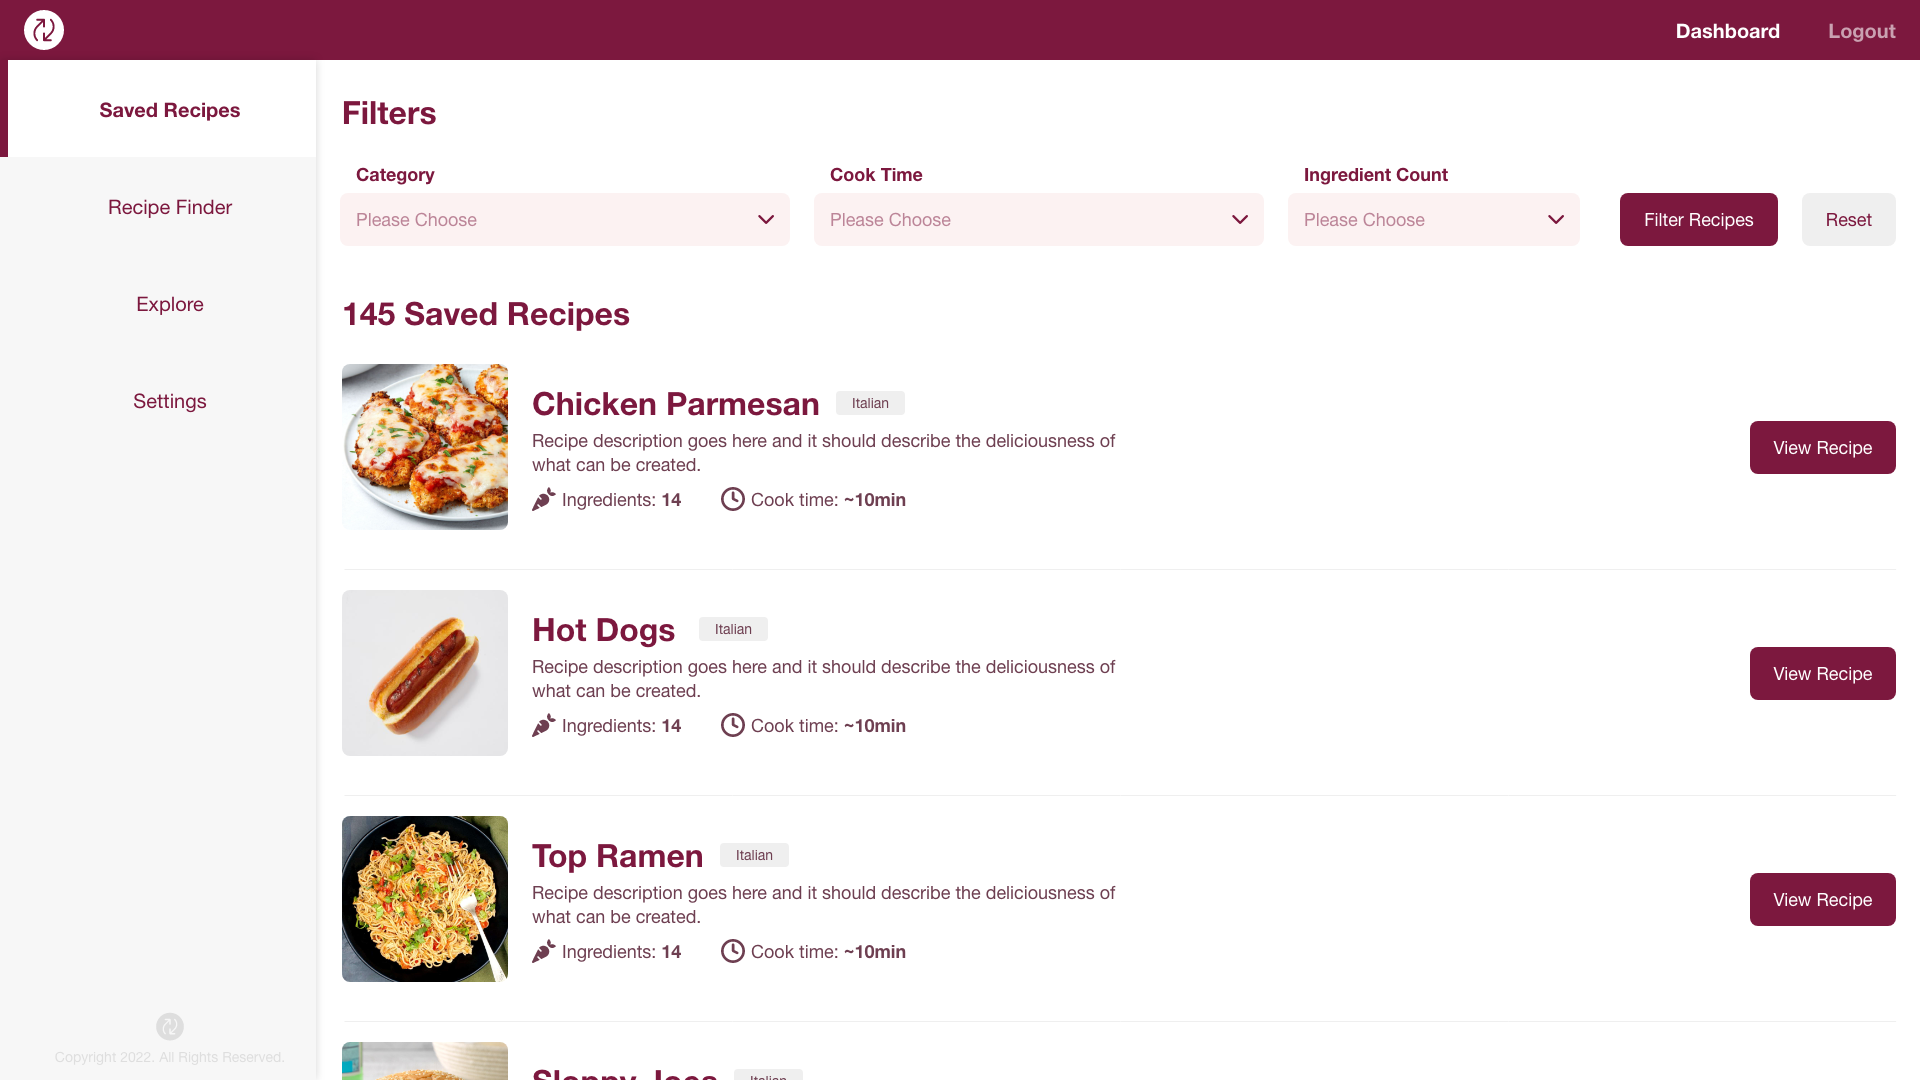 Dashboard
Logout
Saved Recipes
Recipe Finder
Explore
Settings
Copyright 2022. All Rights Reserved.
Filters
Category
Cook Time
Ingredient Count
Please Choose
Please Choose
Please Choose
Filter Recipes
Reset
145 Saved Recipes
Chicken Parmesan
Italian
Recipe description goes here and it should describe the deliciousness of
what can be created.
Ingredients: 14
Cook time: ~10min
View Recipe
Hot Dogs
Italian
Recipe description goes here and it should describe the deliciousness of
what can be created.
Ingredients: 14
Cook time: ~10min
View Recipe
Top Ramen
Italian
Recipe description goes here and it should describe the deliciousness of
what can be created.
Ingredients: 14
Cook time: ~10min
View Recipe
Sloppy Joes
Italian